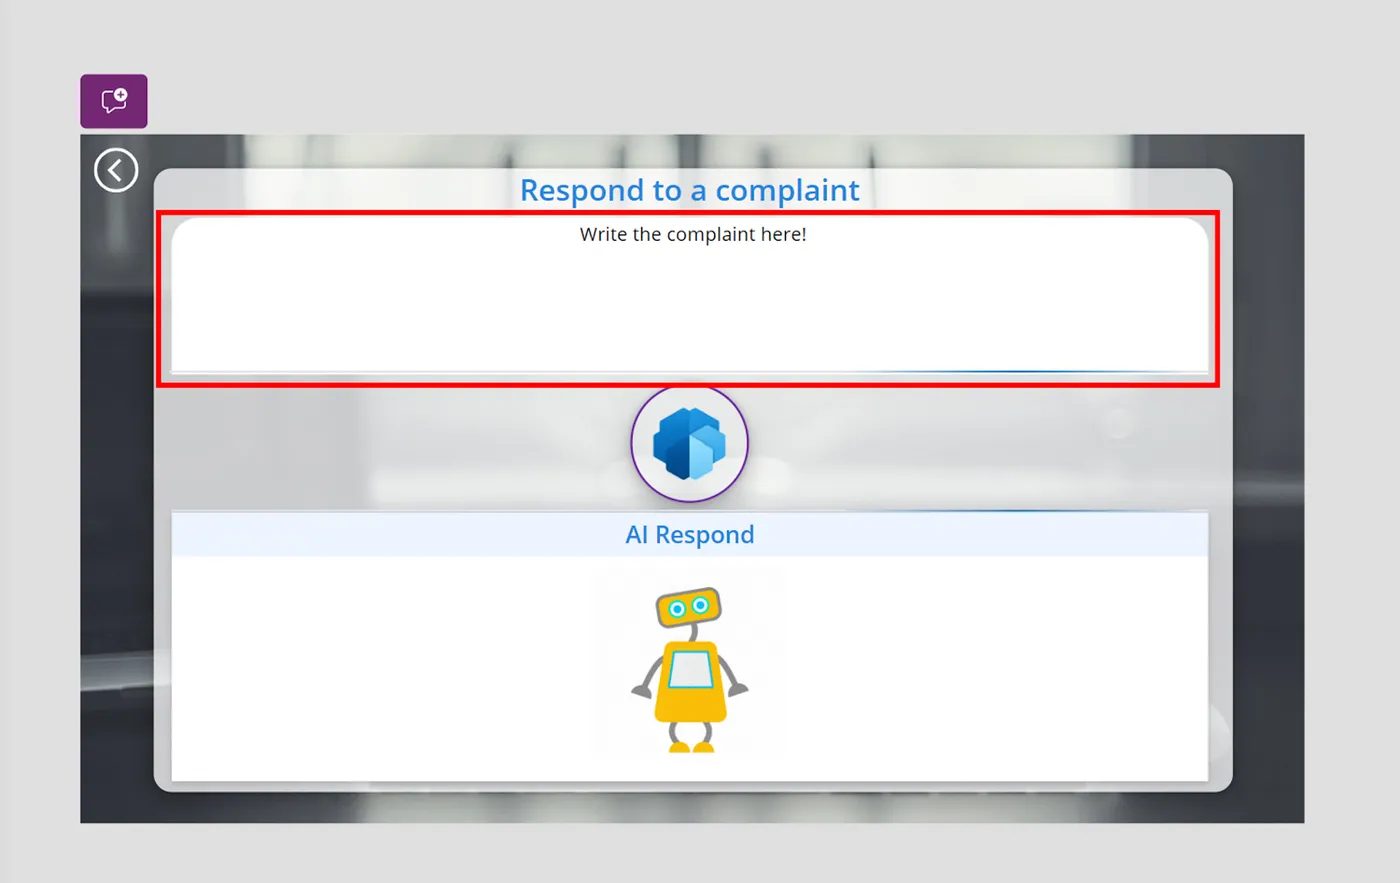 Respond to a complaint
Write the complaint here!
AI Respond